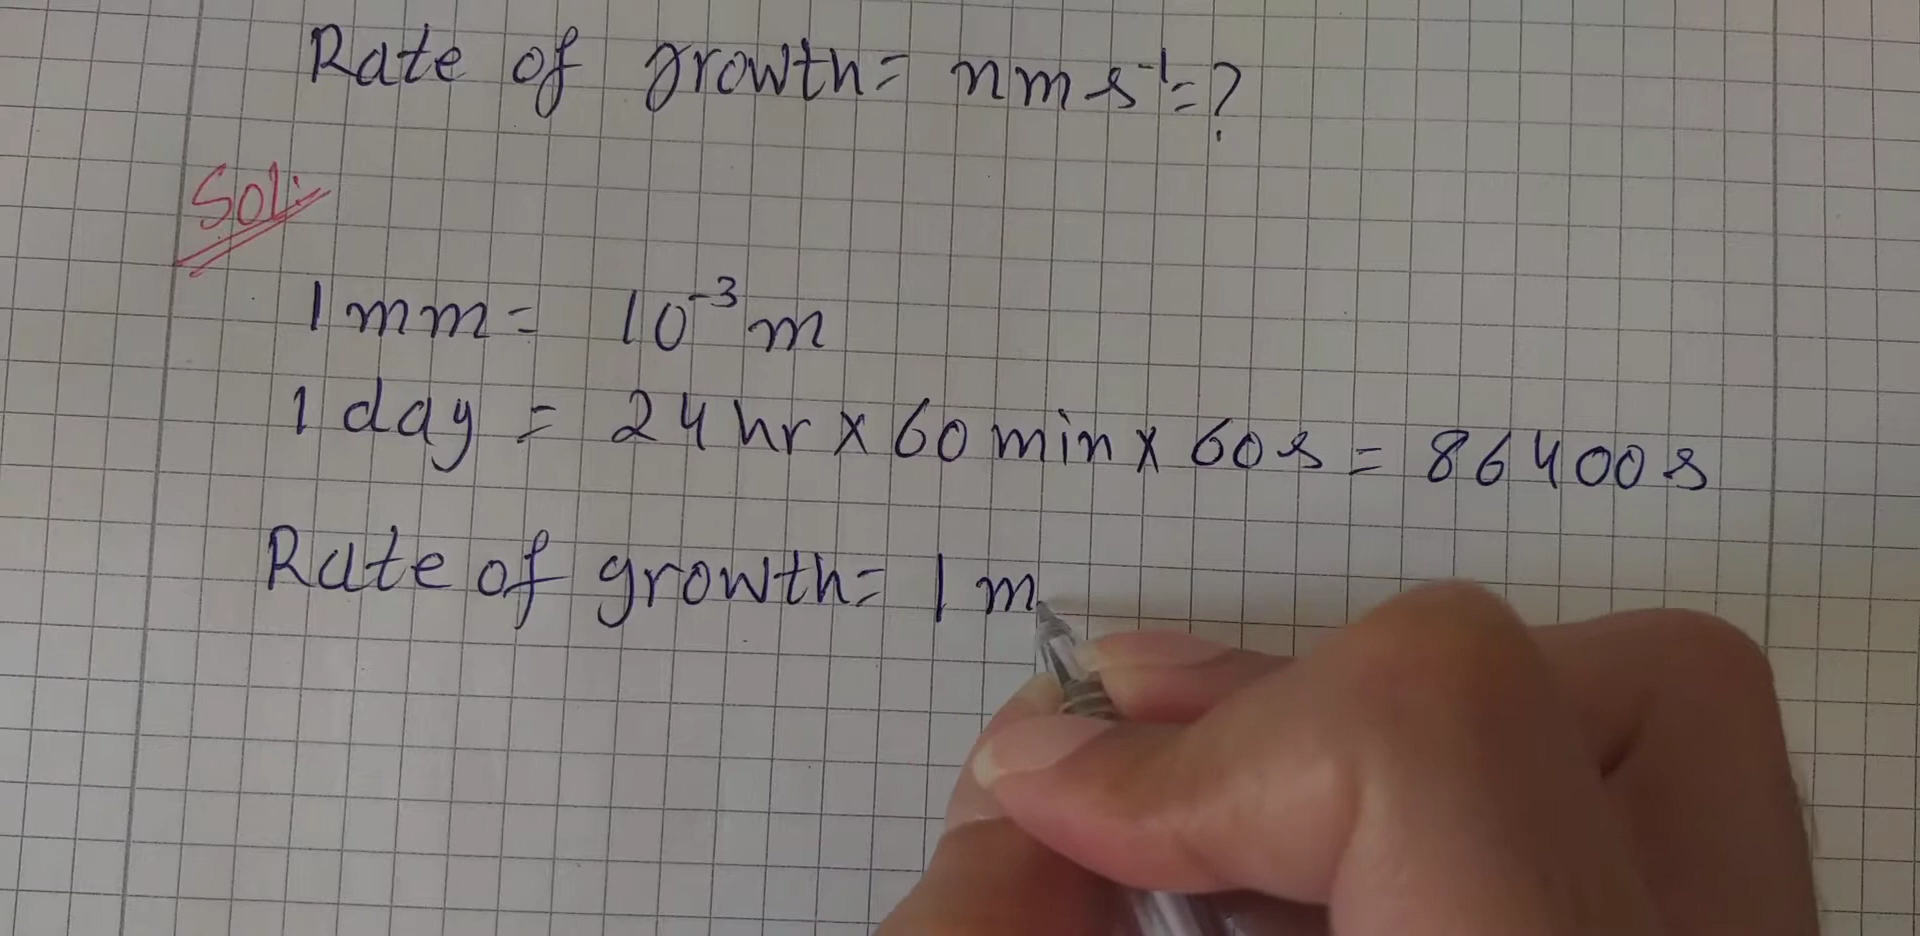 Rate of growth = nm s⁻¹ = ?
Sol:
1 mm = 10⁻³ m
1 day = 24 hr x 60 min x 60 s = 86400 s
Rate of growth = 1 m